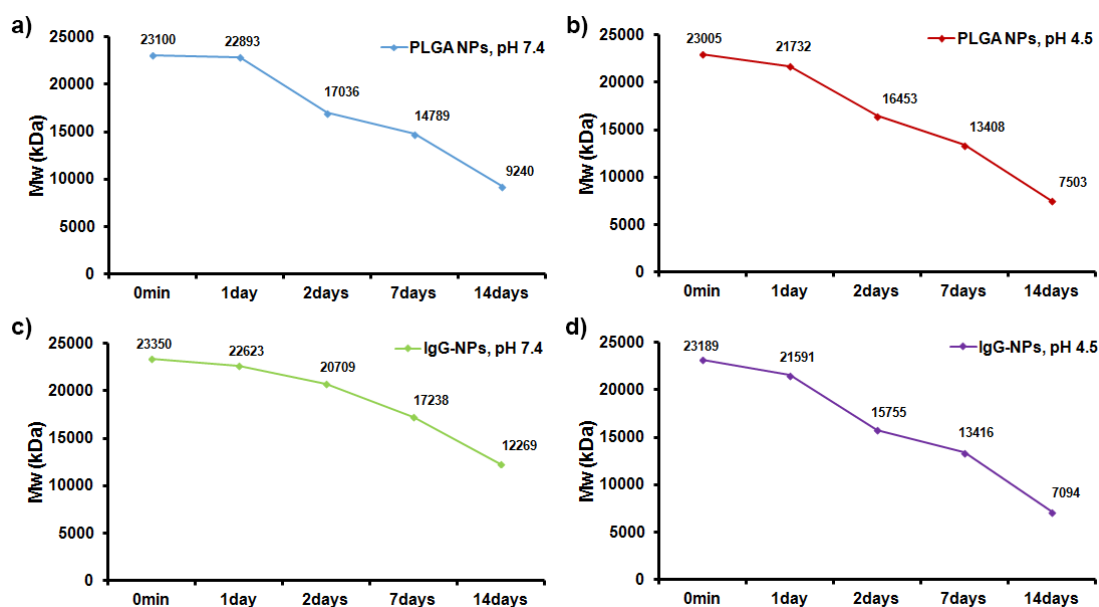 a)
PLGA NPs, pH 7.4
Mw (kDa)
25000
20000
15000
10000
5000
0
23100
22893
17036
14789
9240
0min 1day 2days 7days 14days
b)
PLGA NPs, pH 4.5
Mw (kDa)
25000
20000
15000
10000
5000
0
23005
21732
16453
13408
7503
0min 1day 2days 7days 14days
c)
IgG-NPs, pH 7.4
Mw (kDa)
25000
20000
15000
10000
5000
0
23350
22623
20709
17238
12269
0min 1day 2days 7days 14days
d)
IgG-NPs, pH 4.5
Mw (kDa)
25000
20000
15000
10000
5000
0
23189
21591
15755
13416
7094
0min 1day 2days 7days 14days